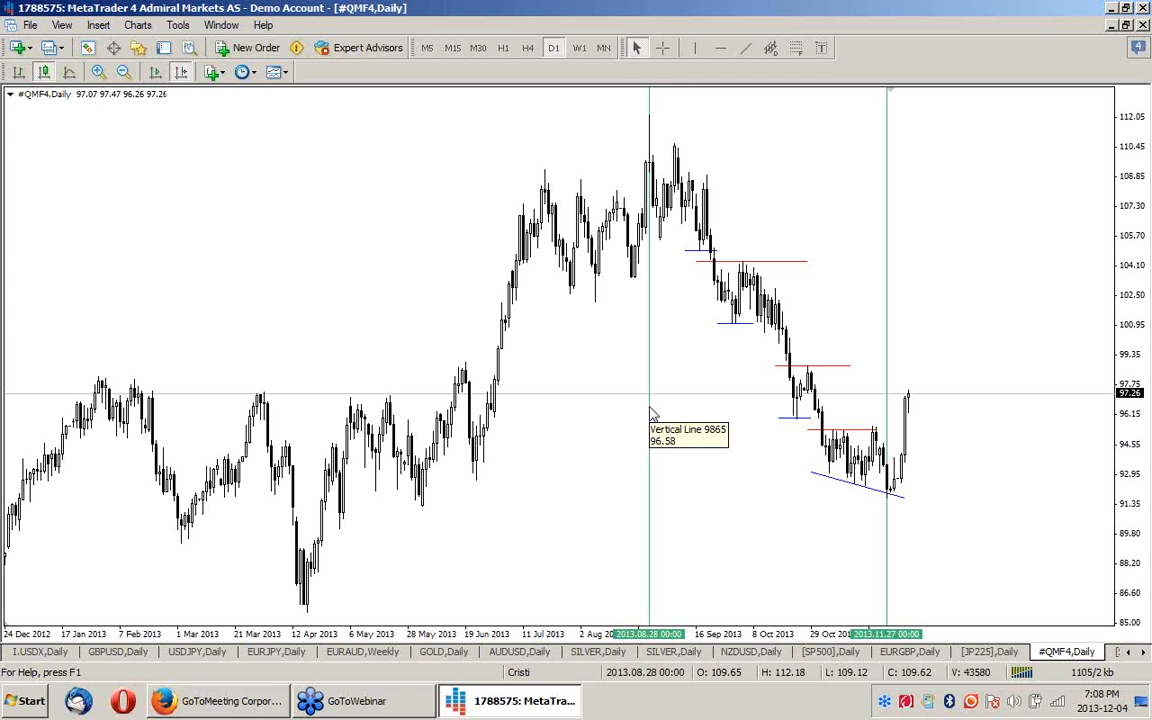 1788575: MetaTrader 4 Admiral Markets AS - Demo Account - [#QMF4,Daily]
File View Insert Charts Tools Window Help
New Order Expert Advisors M5 M15 M30 H1 H4 D1 W1 MN T 4
#QMF4,Daily 97.07 97.47 96.26 97.26
112.05
110.45
108.85
107.30
105.70
104.10
102.50
100.95
99.35
97.75
97.26
96.15
94.55
92.95
91.35
89.80
88.20
86.60
85.00
Vertical Line 9865
96.58
24 Dec 2012 17 Jan 2013 7 Feb 2013 1 Mar 2013 21 Mar 2013 12 Apr 2013 6 May 2013 28 May 2013 19 Jun 2013 11 Jul 2013 2 Aug 2013.08.28 00:00 16 Sep 2013 8 Oct 2013 29 Oct 2013.11.27 00:00
I.USDX,Daily GBPUSD,Daily USDJPY,Daily EURJPY,Daily EURAUD,Weekly GOLD,Daily AUDUSD,Daily SILVER,Daily SILVER,Daily NZDUSD,Daily [SP500],Daily EURGBP,Daily [JP225],Daily #QMF4,Daily
For Help, press F1 Cristi 2013.08.28 00:00 O: 109.65 H: 112.18 L: 109.12 C: 109.62 V: 43580 1105/2 kb
Start GoToMeeting Corpor... GoToWebinar 1788575: MetaTra... 7:08 PM
2013-12-04